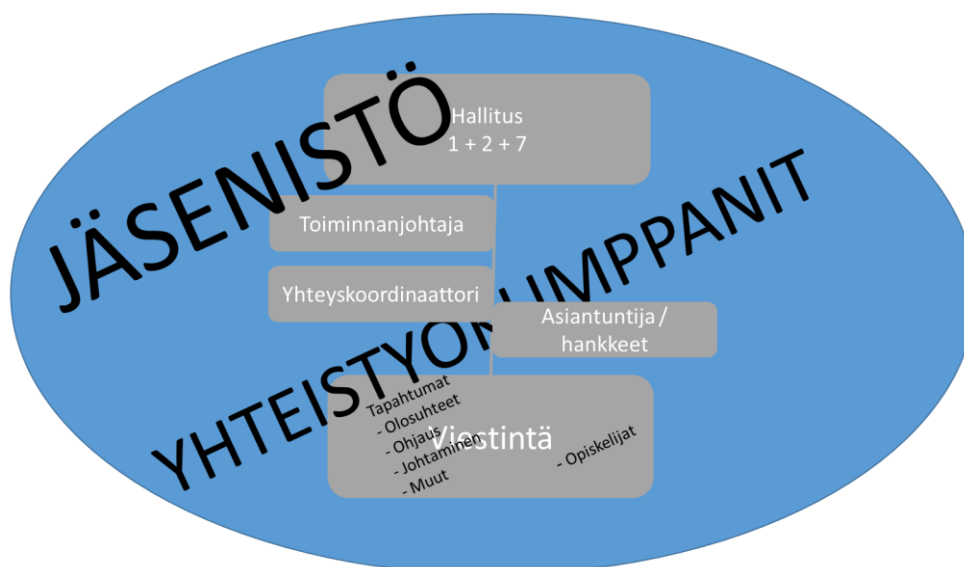 JÄSENISTÖ
Hallitus
1 + 2 + 7
Toiminnanjohtaja
Yhteyskoordinaattori
YHTEISTYÖKUMPPANIT
Asiantuntija /
hankkeet
Viestintä
Tapahtumat
- Olosuhteet
- Ohjaus
- Johtaminen
- Muut
- Opiskelijat